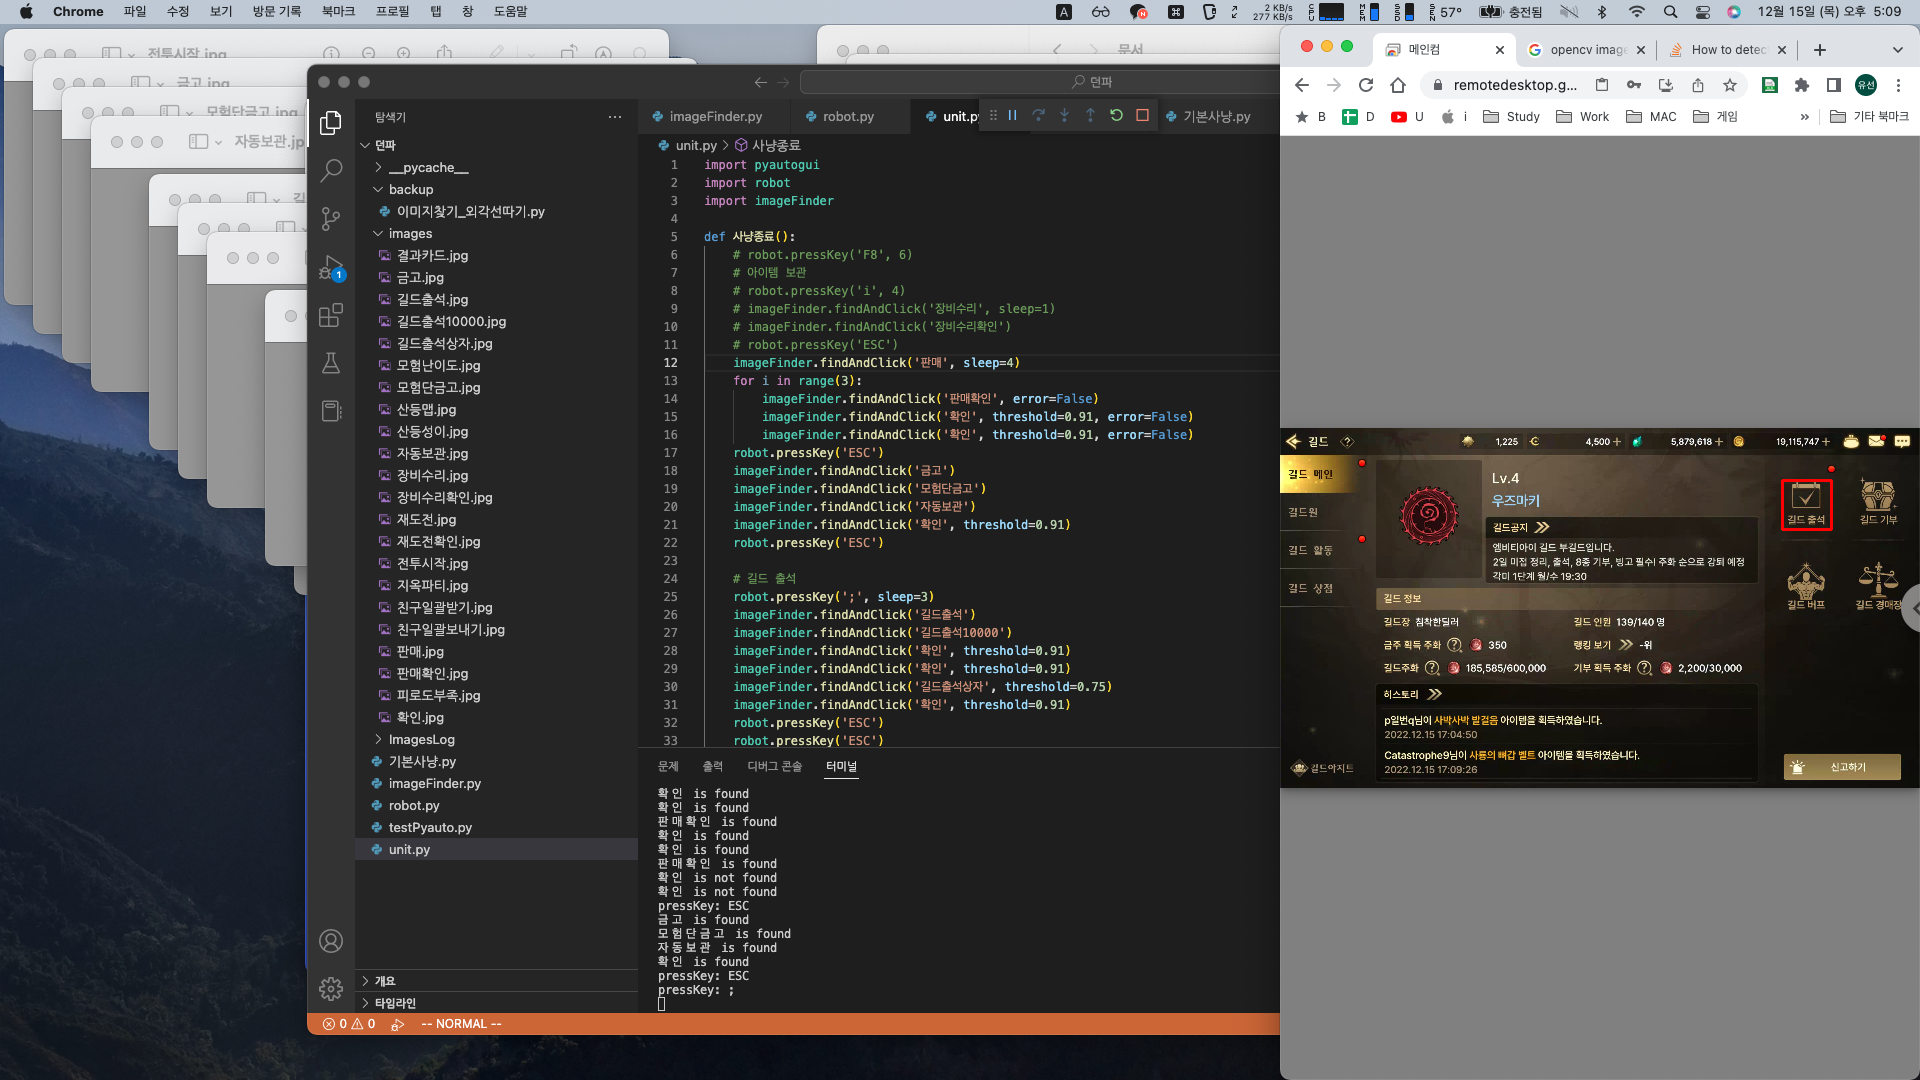 Chrome 파일 수정 보기 방문 기록 북마크 프로필 탭 창 도움말
2 KB/s
277 KB/s
57° 충전됨 12월 15일 (목) 오후 5:09
전투시작.jpg
금고.jpg
모험단금고.jpg
자동보관.jp
문서
던파
탐색기
던파
__pycache__
backup
이미지찾기_외각선따기.py
images
결과카드.jpg
금고.jpg
길드출석.jpg
길드출석10000.jpg
길드출석상자.jpg
모험난이도.jpg
모험단금고.jpg
산등맵.jpg
산등성이.jpg
자동보관.jpg
장비수리.jpg
장비수리확인.jpg
재도전.jpg
재도전확인.jpg
전투시작.jpg
지옥파티.jpg
친구일괄받기.jpg
친구일괄보내기.jpg
판매.jpg
판매확인.jpg
피로도부족.jpg
확인.jpg
ImagesLog
기본사냥.py
imageFinder.py
robot.py
testPyauto.py
unit.py
개요
타임라인
0 0 -- NORMAL --
imageFinder.py robot.py unit.py 기본사냥.py
unit.py > 사냥종료
1 import pyautogui
2 import robot
3 import imageFinder
4
5 def 사냥종료():
6 # robot.pressKey('F8', 6)
7 # 아이템 보관
8 # robot.pressKey('i', 4)
9 # imageFinder.findAndClick('장비수리', sleep=1)
10 # imageFinder.findAndClick('장비수리확인')
11 # robot.pressKey('ESC')
12 imageFinder.findAndClick('판매', sleep=4)
13 for i in range(3):
14 imageFinder.findAndClick('판매확인', error=False)
15 imageFinder.findAndClick('확인', threshold=0.91, error=False)
16 imageFinder.findAndClick('확인', threshold=0.91, error=False)
17 robot.pressKey('ESC')
18 imageFinder.findAndClick('금고')
19 imageFinder.findAndClick('모험단금고')
20 imageFinder.findAndClick('자동보관')
21 imageFinder.findAndClick('확인', threshold=0.91)
22 robot.pressKey('ESC')
23
24 # 길드 출석
25 robot.pressKey(';', sleep=3)
26 imageFinder.findAndClick('길드출석')
27 imageFinder.findAndClick('길드출석10000')
28 imageFinder.findAndClick('확인', threshold=0.91)
29 imageFinder.findAndClick('확인', threshold=0.91)
30 imageFinder.findAndClick('길드출석상자', threshold=0.75)
31 imageFinder.findAndClick('확인', threshold=0.91)
32 robot.pressKey('ESC')
33 robot.pressKey('ESC')
문제 출력 디버그 콘솔 터미널
확인 is found
확인 is found
판매확인 is found
확인 is found
확인 is found
판매확인 is found
확인 is not found
확인 is not found
pressKey: ESC
금고 is found
모험단금고 is found
자동보관 is found
확인 is found
pressKey: ESC
pressKey: ;
메인컴 opencv imag How to detec
remotedesktop.g... 유선
B D U i Study Work MAC 게임 » 기타 북마크
길드 1,225 4,500 5,879,618 19,115,747
길드 메인
길드원
길드 활동
길드 상점
길드아지트
Lv.4
우즈마키
길드공지
엠비티아이 길드 부길드입니다.
2일 미접 정리, 출석, 8종 기부, 빙고 필수! 주화 순으로 강퇴 예정
각미 1단계 월/수 19:30
길드 정보
길드장 침착한딜러 길드 인원 139/140 명
금주 획득 주화 350 랭킹 보기 -위
길드주화 185,585/600,000 기부 획득 주화 2,200/30,000
히스토리
p일번q님이 사박사박 발걸음 아이템을 획득하였습니다.
2022.12.15 17:04:50
Catastrophe9님이 사룡의 뼈갑 벨트 아이템을 획득하였습니다.
2022.12.15 17:09:26
길드 출석 길드 기부
길드 버프 길드 경매장
신고하기